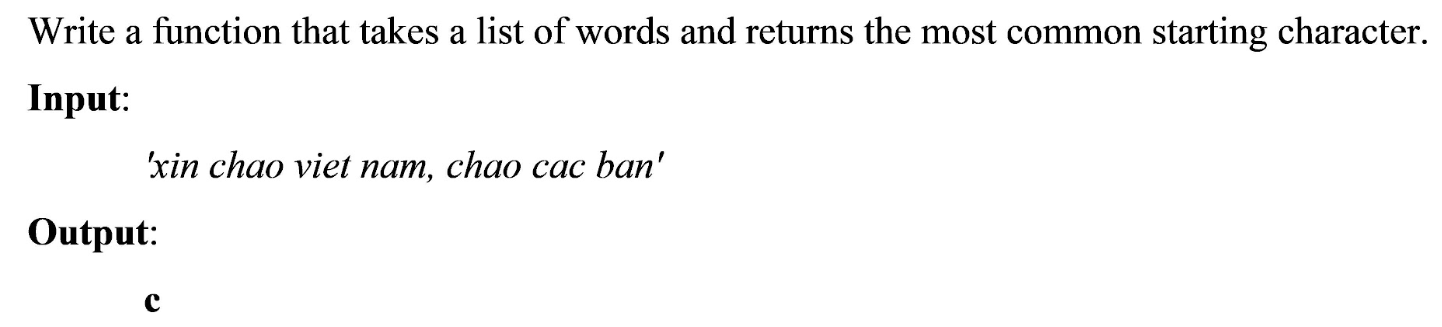 Write a function that takes a list of words and returns the most common starting character.
Input:
'xin chao viet nam, chao cac ban'
Output:
c